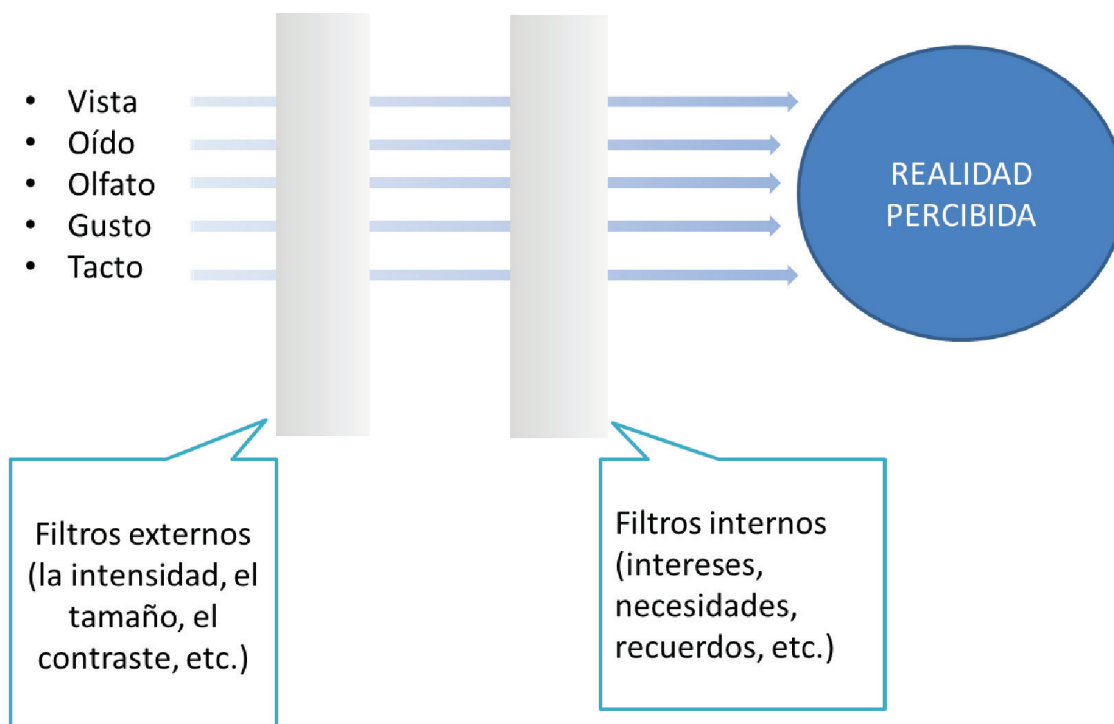 • Vista
• Oído
• Olfato
• Gusto
• Tacto
REALIDAD
PERCIBIDA
Filtros externos
(la intensidad, el
tamaño, el
contraste, etc.)
Filtros internos
(intereses,
necesidades,
recuerdos, etc.)